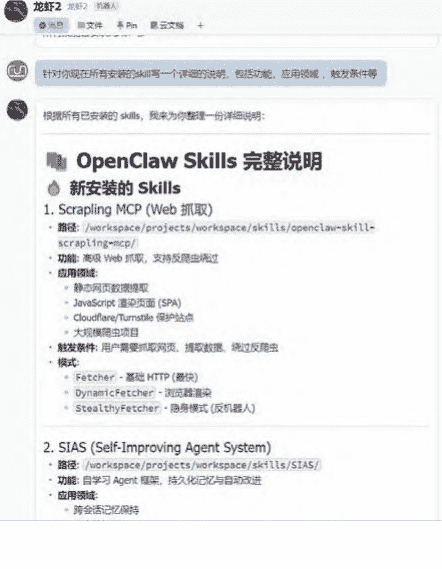 龙虾2 龙虾2 机器人
消息 文件 Pin 云文档 +
针对你现在所有安装的skill写一个详细的说明，包括功能，应用领域，触发条件等
根据所有已安装的 skills，我来为你整理一份详细说明：
OpenClaw Skills 完整说明
新安装的 Skills
1. Scrapling MCP (Web 抓取)
• 路径: /workspace/projects/workspace/skills/openclaw-skill-
scrapling-mcp/
• 功能: 高级 Web 抓取，支持反爬虫绕过
• 应用领域:
◦ 静态网页数据提取
◦ JavaScript 渲染页面 (SPA)
◦ Cloudflare/Turnstile 保护站点
◦ 大规模爬虫项目
• 触发条件: 用户需要抓取网页、提取数据、绕过反爬虫
• 模式:
◦ Fetcher - 基础 HTTP (最快)
◦ DynamicFetcher - 浏览器渲染
◦ StealthyFetcher - 隐身模式 (反机器人)
2. SIAS (Self-Improving Agent System)
• 路径: /workspace/projects/workspace/skills/SIAS/
• 功能: 自学习 Agent 框架，持久化记忆与自动改进
• 应用领域:
◦ 跨会话记忆保持